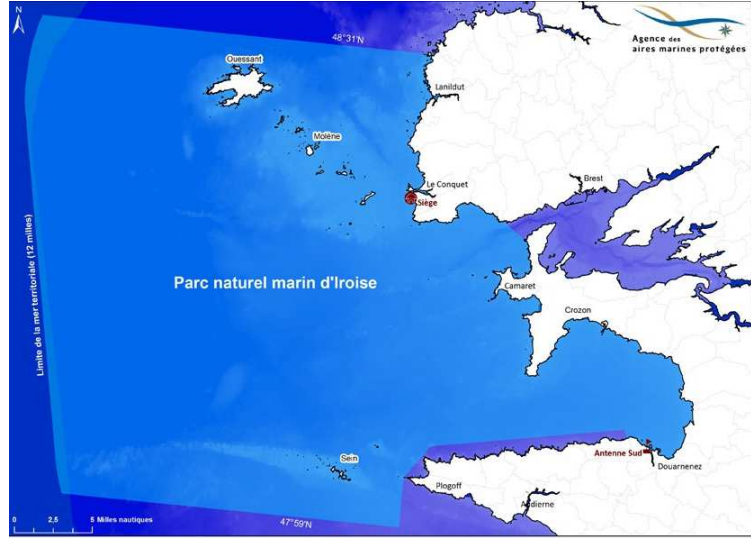 N
48°31'N
Agence des
aires marines protégées
Ouessant
Lanildut
Molène
Le Conquet
Siège
Brest
Limite de la mer territoriale (12 milles)
Parc naturel marin d'Iroise
Camaret
Crozon
Sein
Antenne Sud
Douarnenez
Plogoff
Audierne
47°59'N
0 2,5 5 Milles nautiques